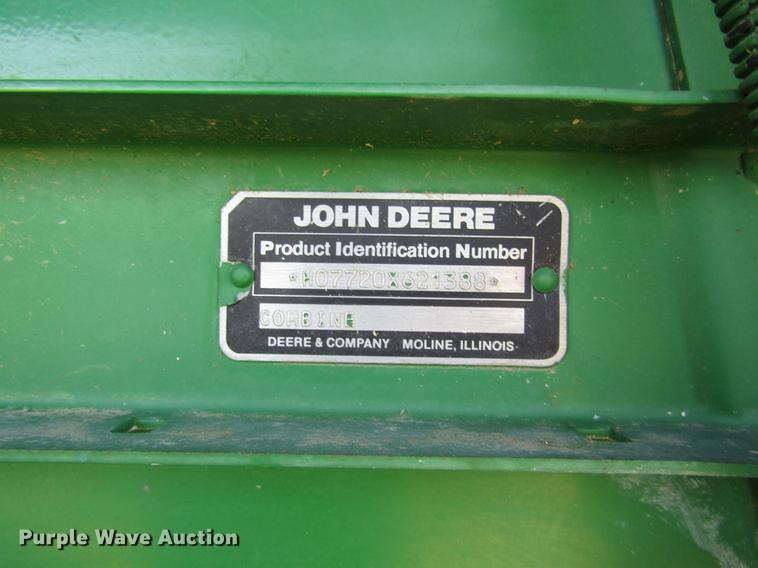 JOHN DEERE
Product Identification Number
*H07720X621388*
COMBINE
DEERE & COMPANY MOLINE, ILLINOIS
Purple Wave Auction